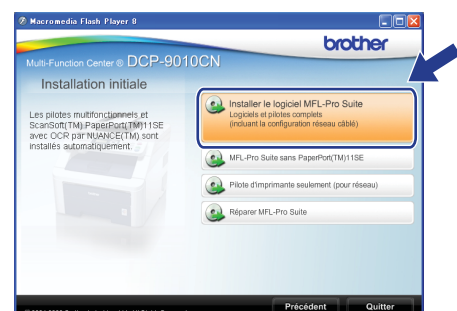 Macromedia Flash Player 8
brother
Multi-Function Center ® DCP-9010CN
Installation initiale
Les pilotes multifonctionnels et
ScanSoft(TM) PaperPort(TM)11SE
avec OCR par NUANCE(TM) sont
installés automatiquement.
Installer le logiciel MFL-Pro Suite
Logiciels et pilotes complets
(incluant la configuration réseau câblé)
MFL-Pro Suite sans PaperPort(TM)11SE
Pilote d'imprimante seulement (pour réseau)
Réparer MFL-Pro Suite
Précédent
Quitter